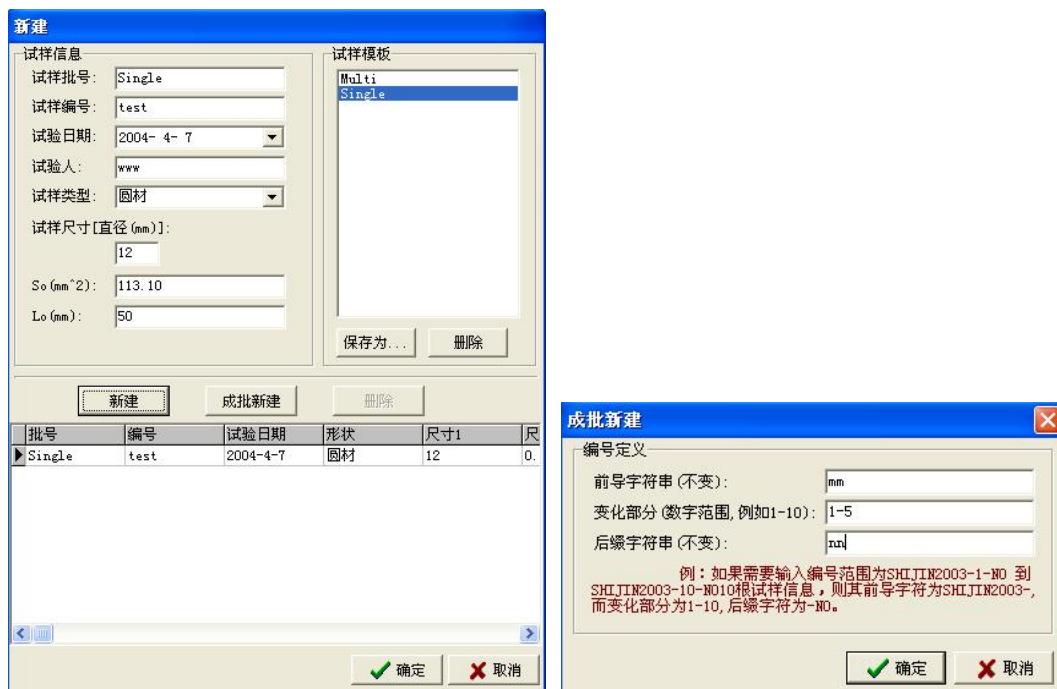 新建
试样信息
试样批号: Single
试样编号: test
试验日期: 2004- 4- 7
试验人: www
试样类型: 圆材
试样尺寸[直径(mm)]:
12
So(mm^2): 113.10
Lo(mm): 50
试样模板
Multi
Single
保存为... 删除
新建 成批新建 删除
批号 编号 试验日期 形状 尺寸1 尺
Single test 2004-4-7 圆材 12 0.
确定 取消
成批新建
编号定义
前导字符串(不变): mm
变化部分(数字范围,例如1-10): 1-5
后缀字符串(不变): nn
例：如果需要输入编号范围为SHIJIN2003-1-NO 到
SHIJIN2003-10-NO10根试样信息，则其前导字符为SHIJIN2003-,
而变化部分为1-10,后缀字符为-NO。
确定 取消